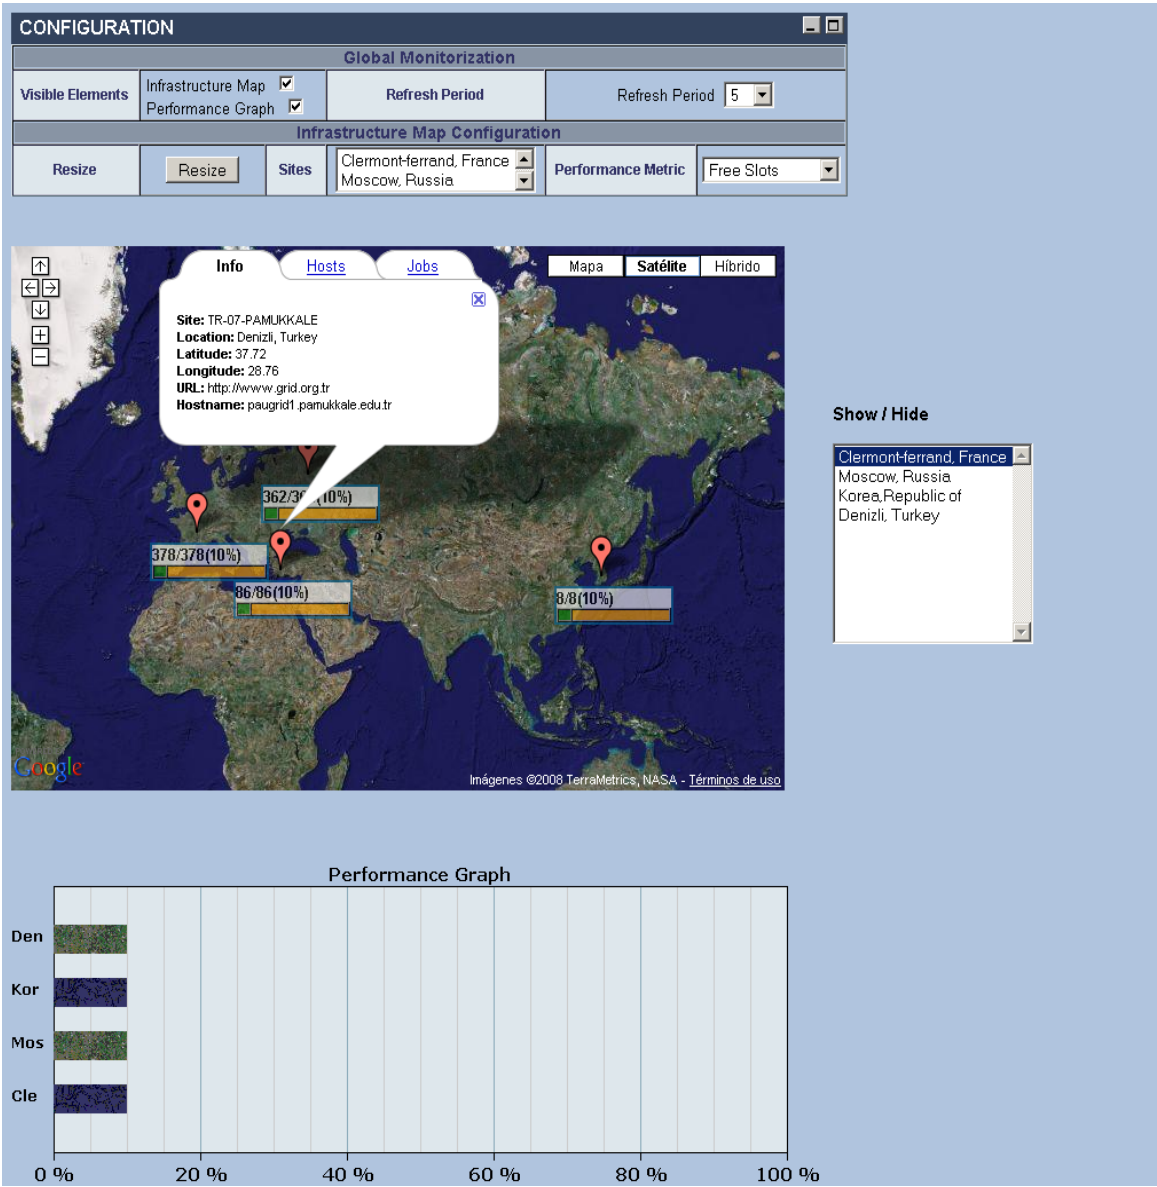 CONFIGURATION
Global Monitorization
Visible Elements
Infrastructure Map
Performance Graph
Refresh Period
Refresh Period 5
Infrastructure Map Configuration
Resize
Resize
Sites
Clermont-ferrand, France
Moscow, Russia
Performance Metric
Free Slots
Info Hosts Jobs
Mapa Satélite Híbrido
Site: TR-07-PAMUKKALE
Location: Denizli, Turkey
Latitude: 37.72
Longitude: 28.76
URL: http://www.grid.org.tr
Hostname: paugrid1.pamukkale.edu.tr
362/36 10%)
378/378(10%)
86/86(10%)
8/8(10%)
Google
Imágenes ©2008 TerraMetrics, NASA - Términos de uso
Show / Hide
Clermont-ferrand, France
Moscow, Russia
Korea,Republic of
Denizli, Turkey
Performance Graph
Den
Kor
Mos
Cle
0 % 20 % 40 % 60 % 80 % 100 %